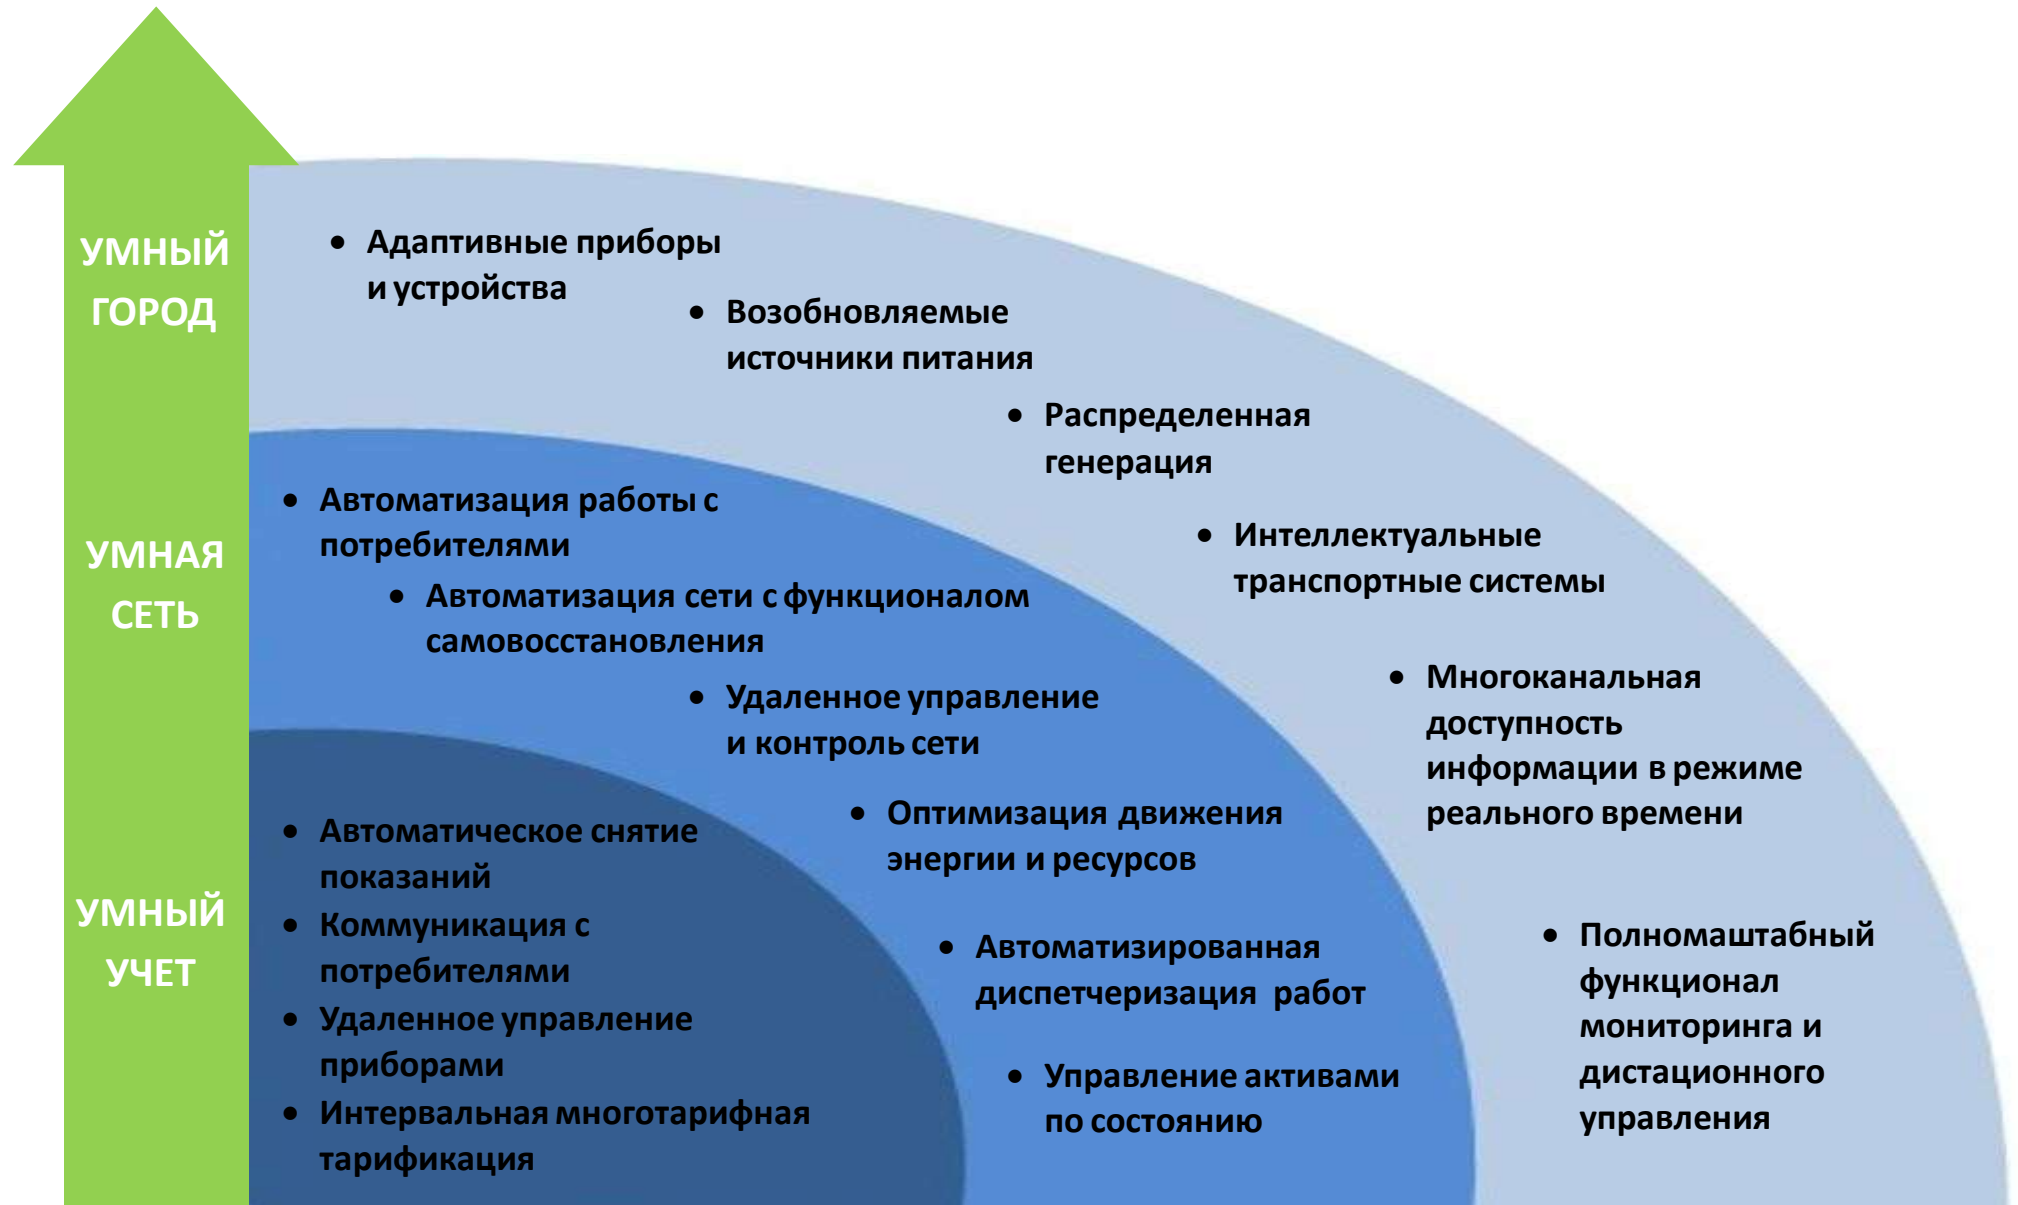 УМНЫЙ
ГОРОД
• Адаптивные приборы
и устройства
• Возобновляемые
источники питания
• Распределенная
генерация
• Интеллектуальные
транспортные системы
• Многоканальная
доступность
информации в режиме
реального времени
• Полномаштабный
функционал
мониторинга и
дистационного
управления
УМНАЯ
СЕТЬ
• Автоматизация работы с
потребителями
• Автоматизация сети с функционалом
самовосстановления
• Удаленное управление
и контроль сети
• Оптимизация движения
энергии и ресурсов
• Автоматизированная
диспетчеризация работ
• Управление активами
по состоянию
УМНЫЙ
УЧЕТ
• Автоматическое снятие
показаний
• Коммуникация с
потребителями
• Удаленное управление
приборами
• Интервальная многотарифная
тарификация